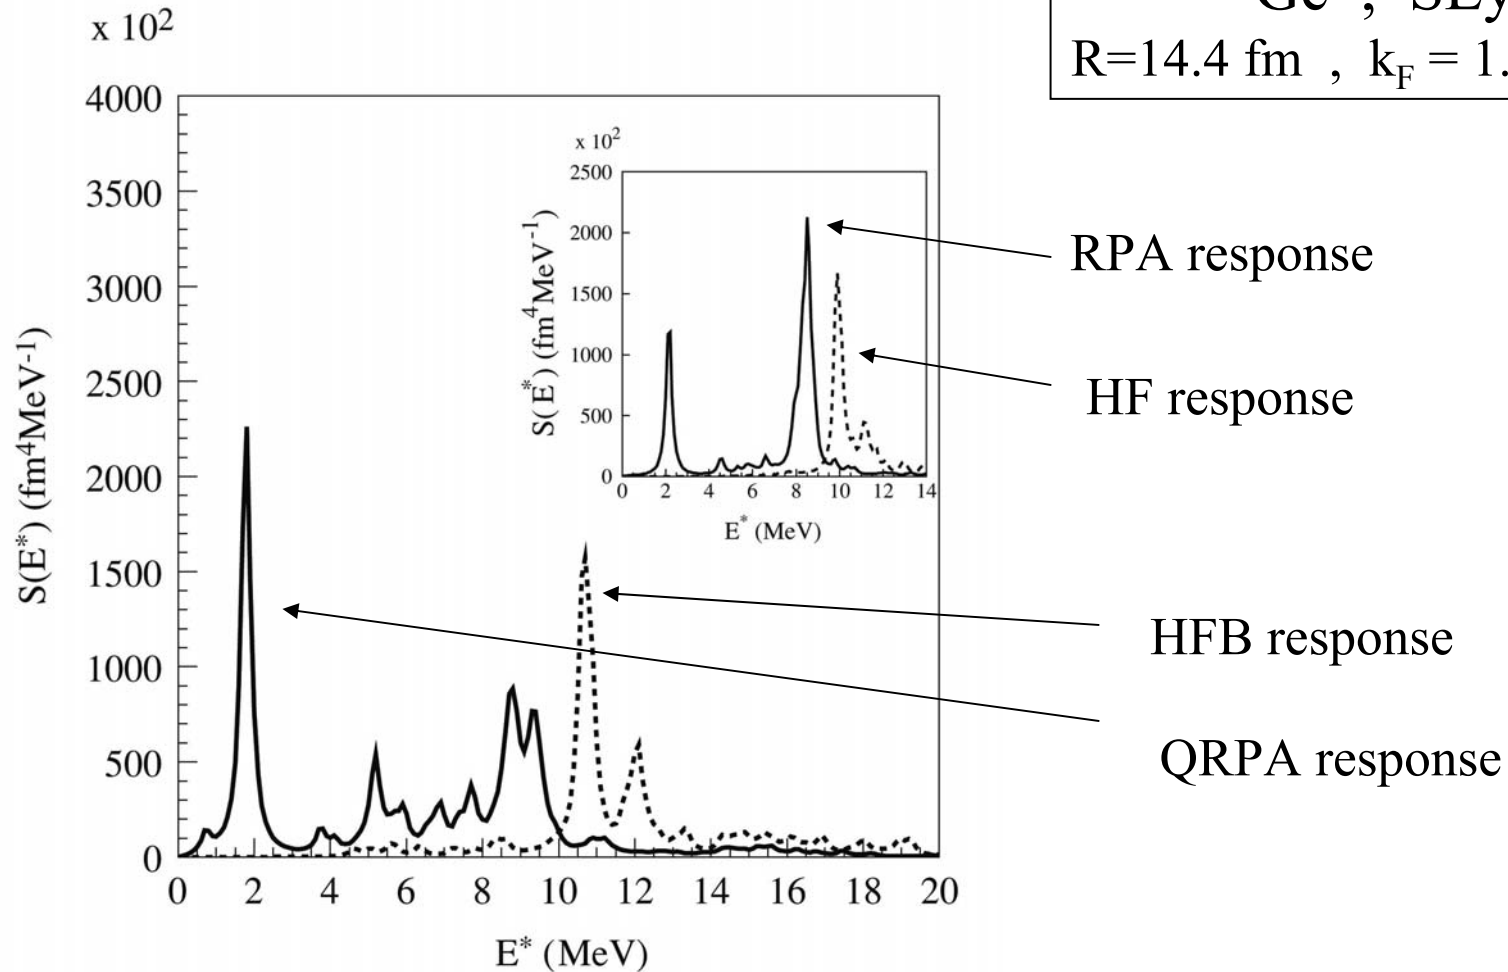 x 10²
R=14.4 fm , k_F = 1.
4000
3500
3000
2500
2000
1500
1000
500
0
S(E*) (fm⁴MeV⁻¹)
0 2 4 6 8 10 12 14 16 18 20
E* (MeV)
x 10²
2500
2000
1500
1000
500
0
S(E*) (fm⁴MeV⁻¹)
0 2 4 6 8 10 12 14
E* (MeV)
RPA response
HF response
HFB response
QRPA response